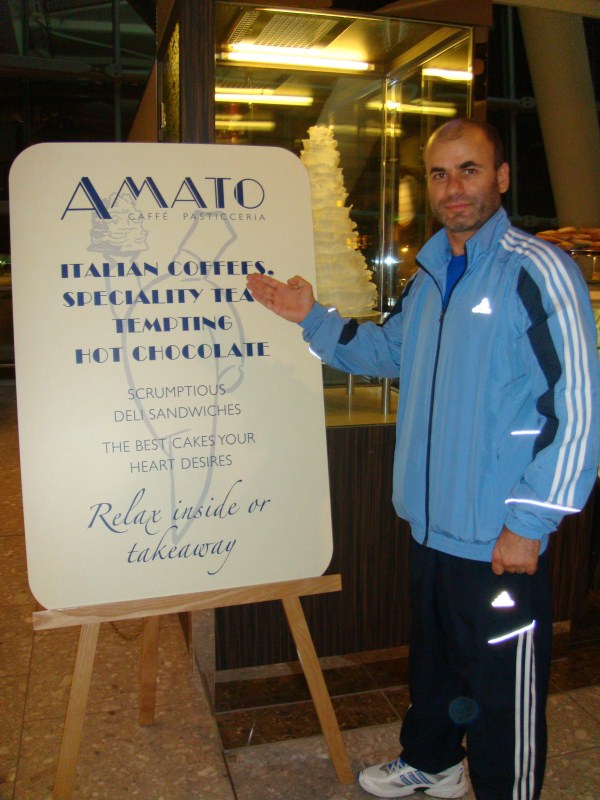 AMATO
CAFFÉ PASTICCERIA
ITALIAN COFFEES,
SPECIALITY TEA
TEMPTING
HOT CHOCOLATE
SCRUMPTIOUS
DELI SANDWICHES
THE BEST CAKES YOUR
HEART DESIRES
Relax inside or
takeaway